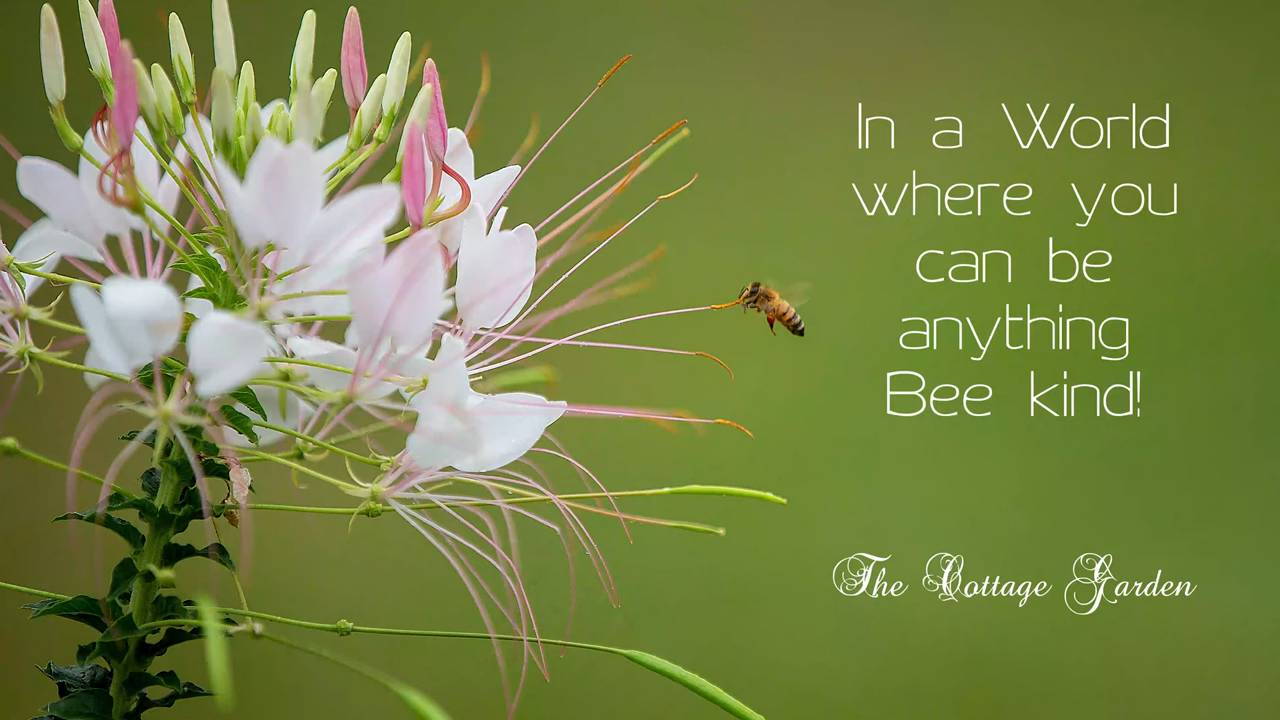 In a World
where you
can be
anything
Bee kind!
The Cottage Garden